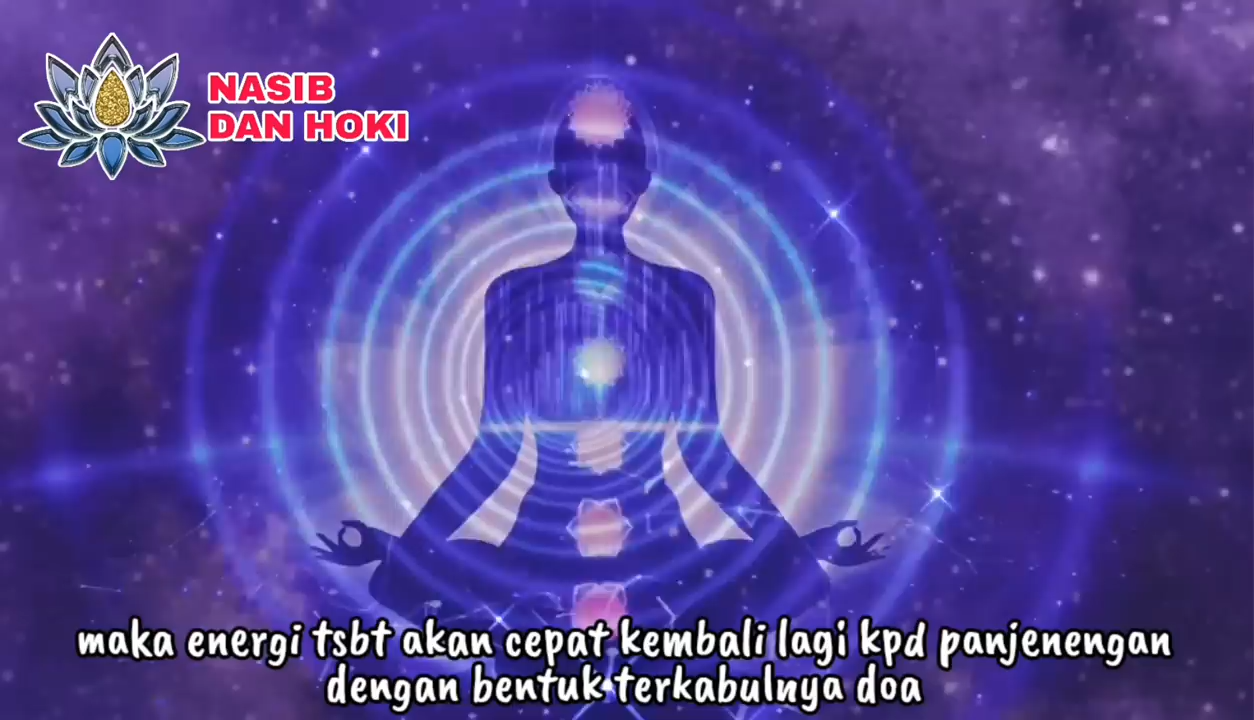 NASIB
DAN HOKI
maka energi tsbt akan cepat kembali lagi kpd panjenengan
dengan bentuk terkabulnya doa